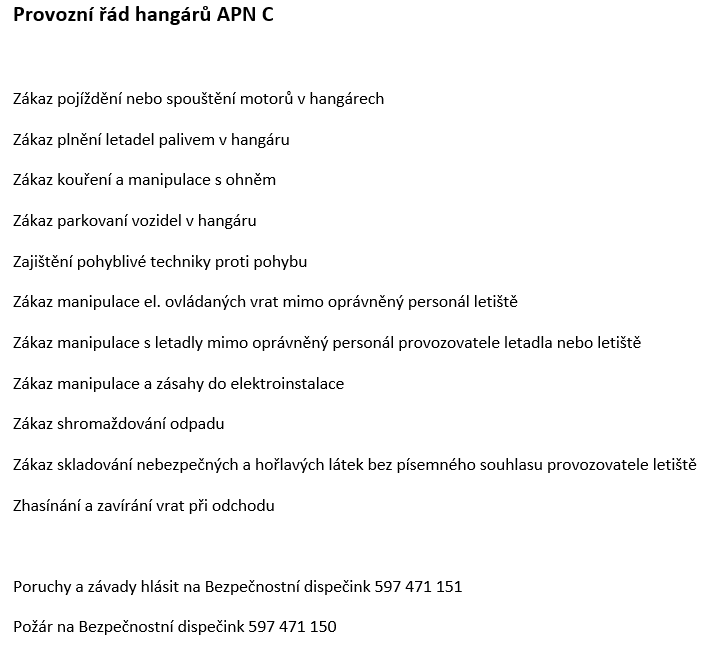 Provozní řád hangárů APN C
Zákaz pojíždění nebo spouštění motorů v hangárech
Zákaz plnění letadel palivem v hangáru
Zákaz kouření a manipulace s ohněm
Zákaz parkovaní vozidel v hangáru
Zajištění pohyblivé techniky proti pohybu
Zákaz manipulace el. ovládaných vrat mimo oprávněný personál letiště
Zákaz manipulace s letadly mimo oprávněný personál provozovatele letadla nebo letiště
Zákaz manipulace a zásahy do elektroinstalace
Zákaz shromaždování odpadu
Zákaz skladování nebezpečných a hořlavých látek bez písemného souhlasu provozovatele letiště
Zhasínání a zavírání vrat při odchodu
Poruchy a závady hlásit na Bezpečnostní dispečink 597 471 151
Požár na Bezpečnostní dispečink 597 471 150